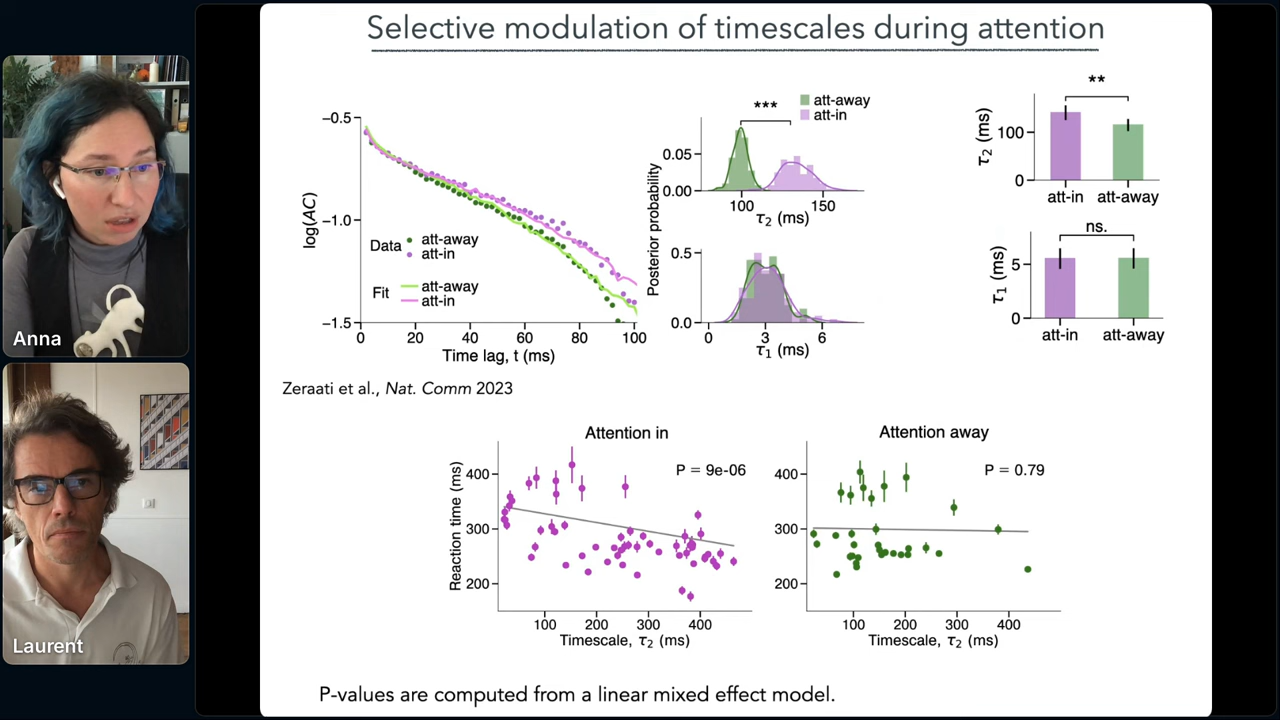 Selective modulation of timescales during attention
−0.5
−1.0
−1.5
log(AC)
Data
att-away
att-in
Fit
att-away
att-in
0 20 40 60 80 100
Time lag, t (ms)
***
att-away
att-in
0.05
0.00
100 150
τ2 (ms)
Posterior probability
0.5
0.0
0 3 6
τ1 (ms)
**
τ2 (ms)
100
0
att-in att-away
ns.
τ1 (ms)
5
0
att-in att-away
Zeraati et al., Nat. Comm 2023
Attention in
P = 9e-06
Reaction time (ms)
400
300
200
100 200 300 400
Timescale, τ2 (ms)
Attention away
P = 0.79
400
300
200
100 200 300 400
Timescale, τ2 (ms)
P-values are computed from a linear mixed effect model.
Anna
Laurent